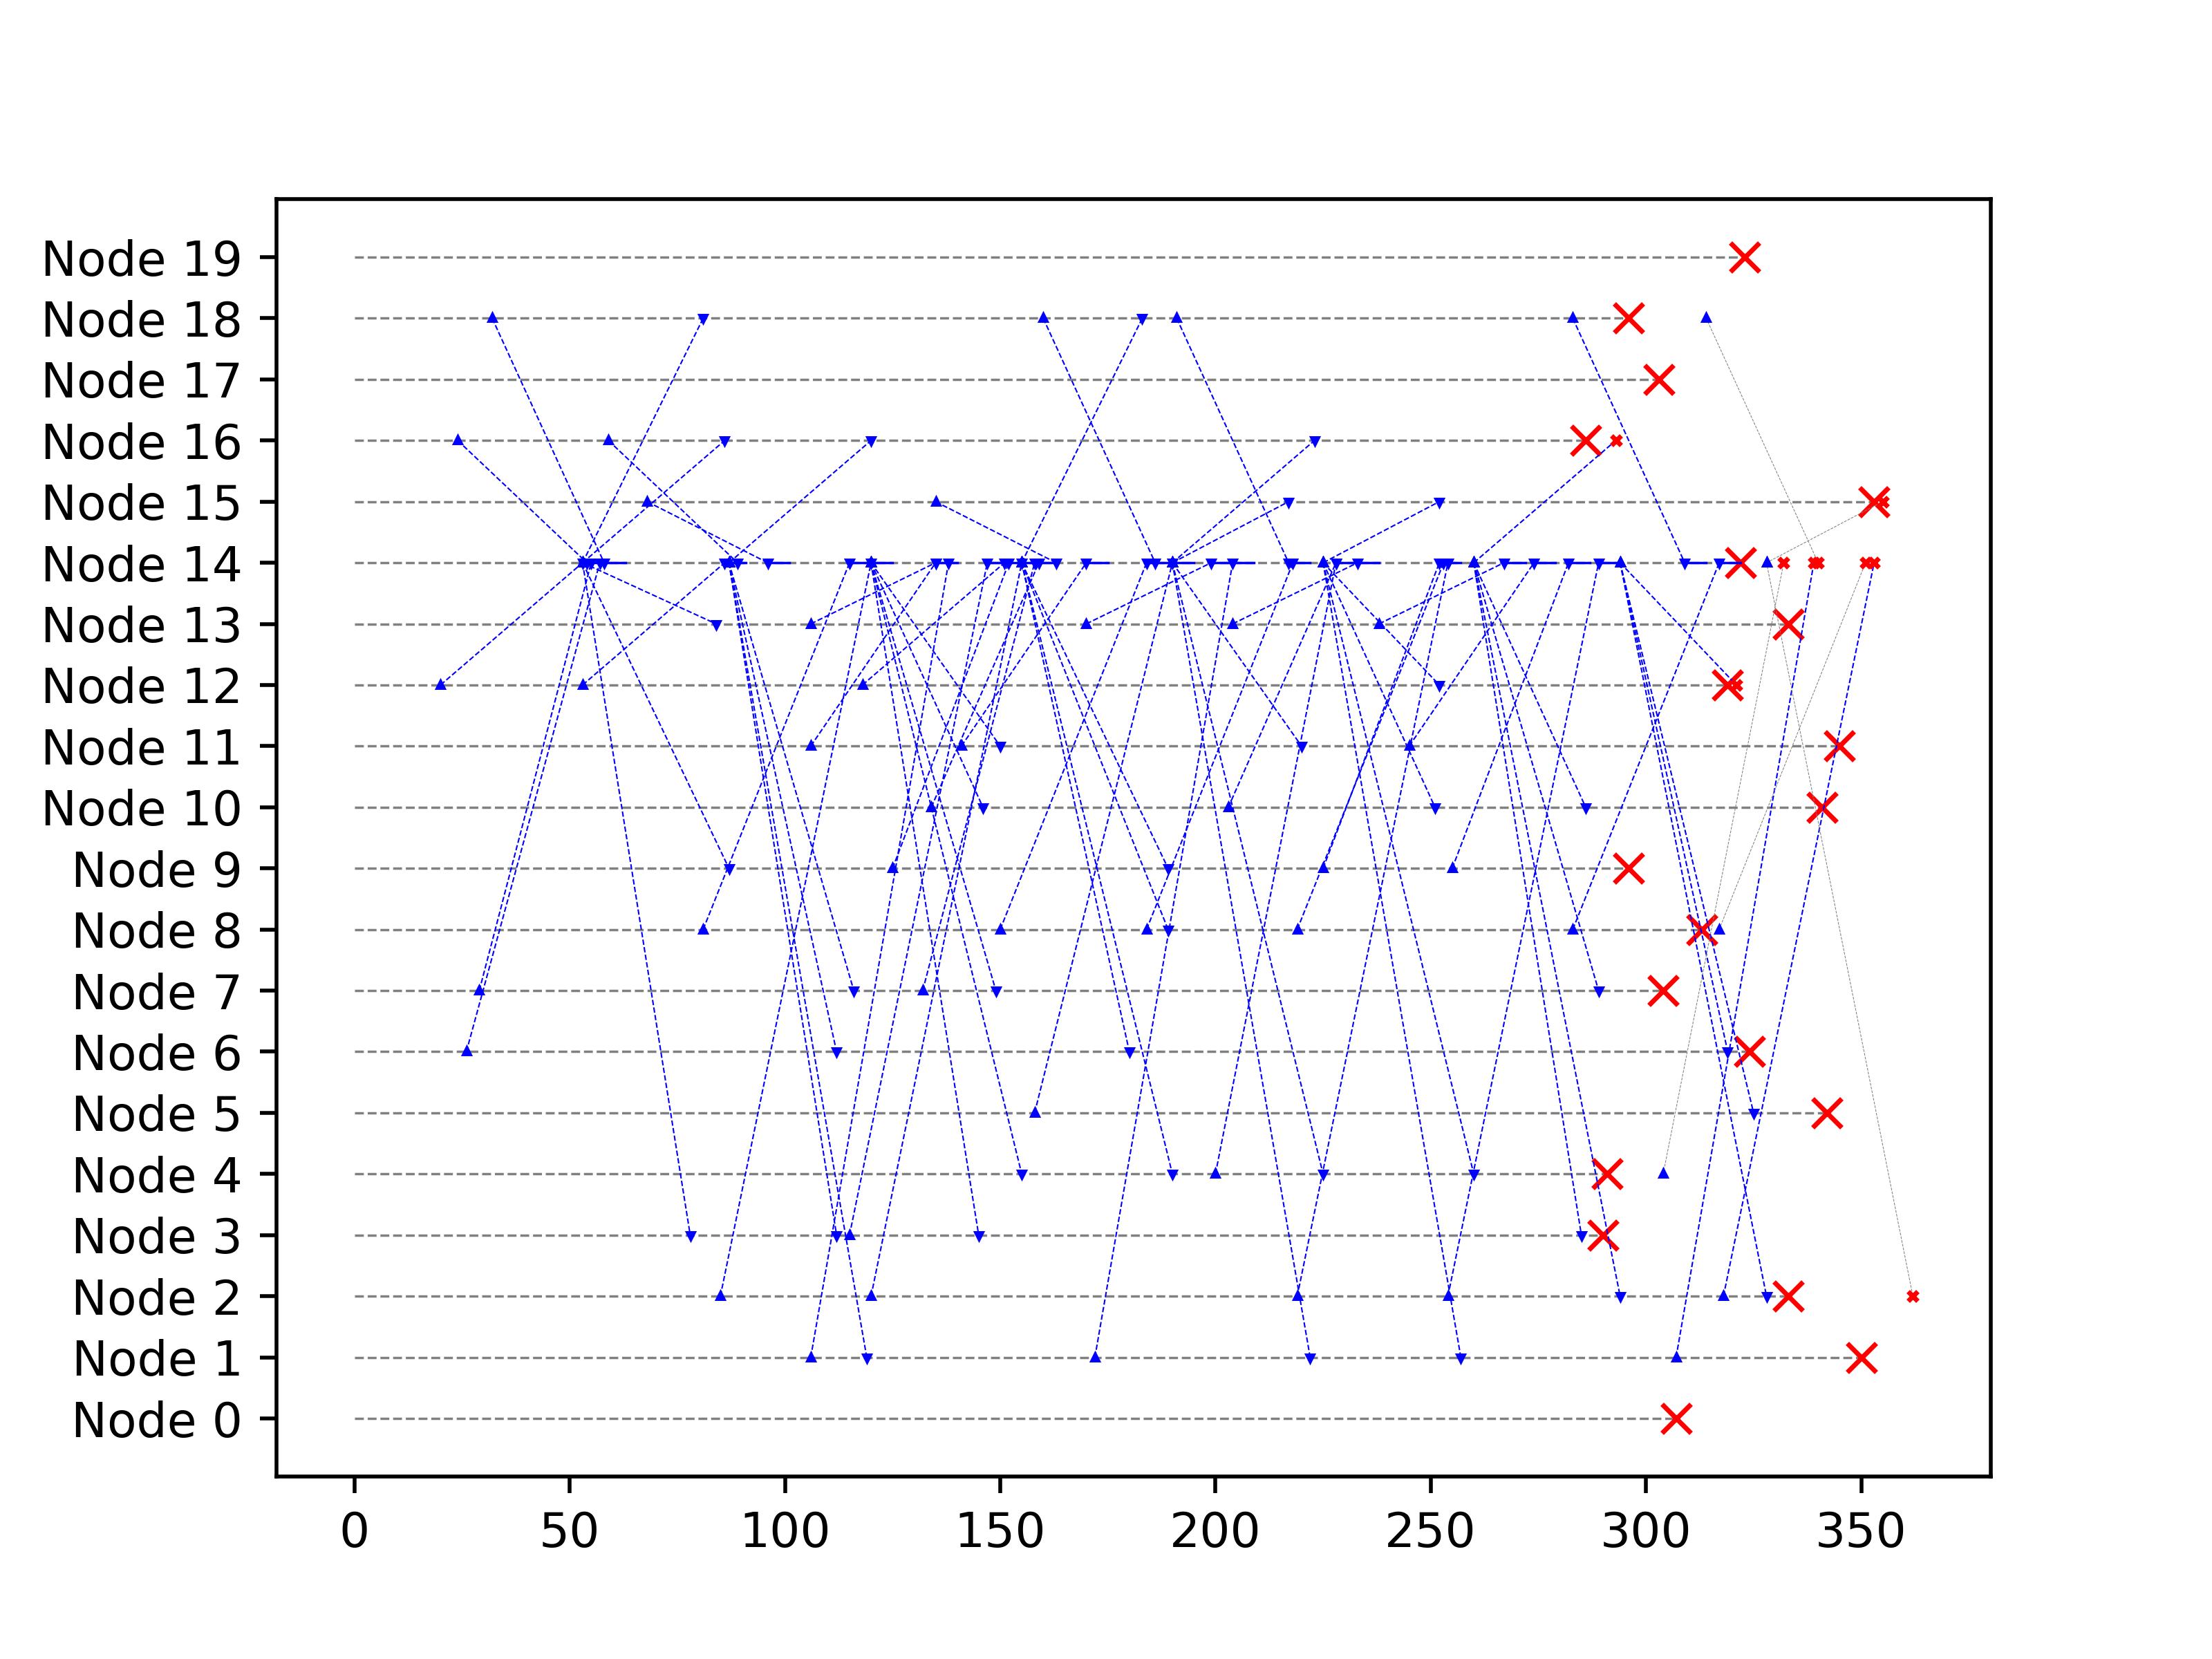 Node 19
Node 18
Node 17
Node 16
Node 15
Node 14
Node 13
Node 12
Node 11
Node 10
Node 9
Node 8
Node 7
Node 6
Node 5
Node 4
Node 3
Node 2
Node 1
Node 0
0 50 100 150 200 250 300 350